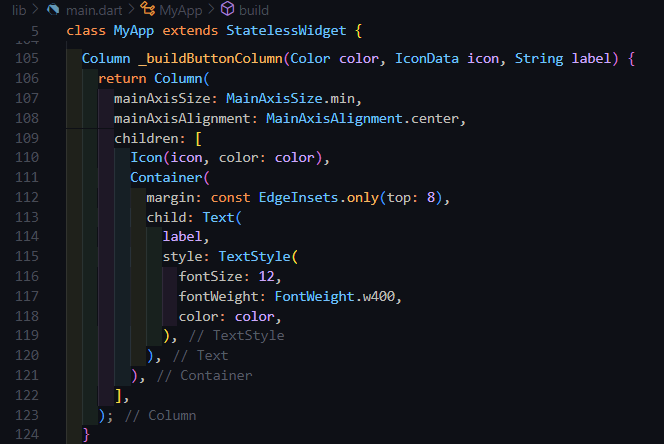 lib > main.dart > MyApp > build
5 class MyApp extends StatelessWidget {
105 Column _buildButtonColumn(Color color, IconData icon, String label) {
106 return Column(
107 mainAxisSize: MainAxisSize.min,
108 mainAxisAlignment: MainAxisAlignment.center,
109 children: [
110 Icon(icon, color: color),
111 Container(
112 margin: const EdgeInsets.only(top: 8),
113 child: Text(
114 label,
115 style: TextStyle(
116 fontSize: 12,
117 fontWeight: FontWeight.w400,
118 color: color,
119 ), // TextStyle
120 ), // Text
121 ), // Container
122 ],
123 ); // Column
124 }